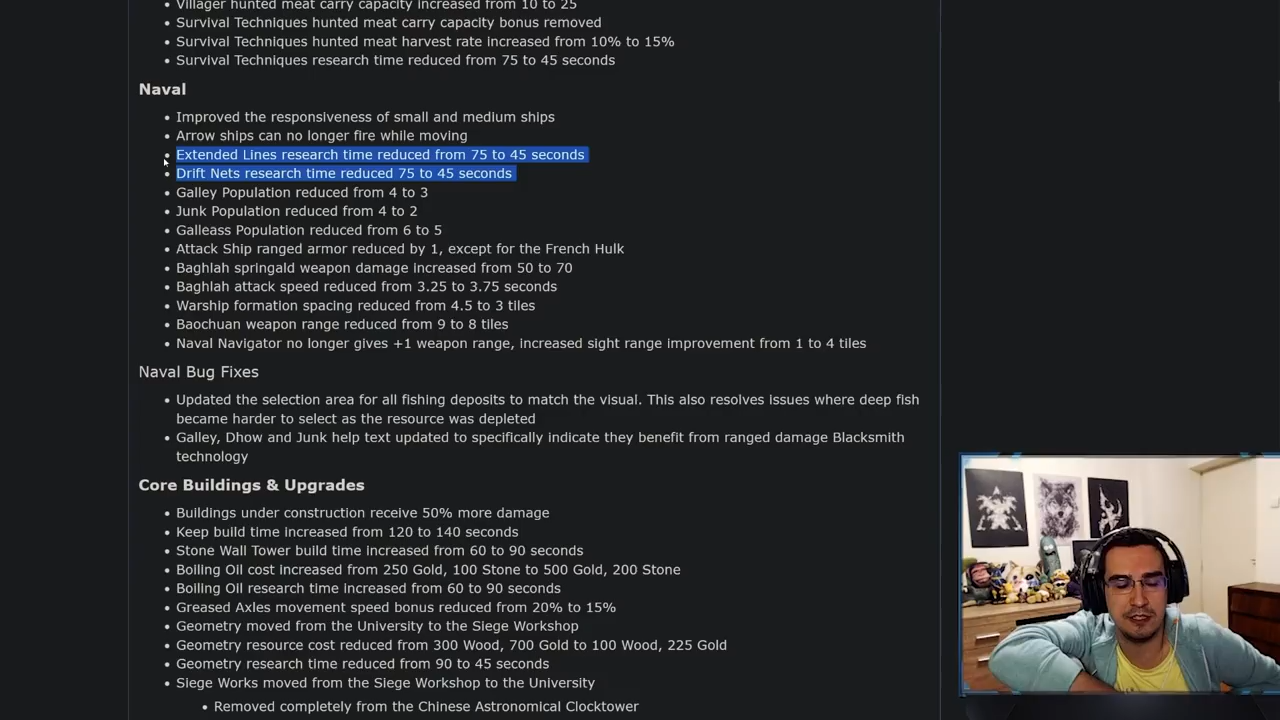 Villager hunted meat carry capacity increased from 10 to 25
Survival Techniques hunted meat carry capacity bonus removed
Survival Techniques hunted meat harvest rate increased from 10% to 15%
Survival Techniques research time reduced from 75 to 45 seconds
Naval
Improved the responsiveness of small and medium ships
Arrow ships can no longer fire while moving
Extended Lines research time reduced from 75 to 45 seconds
Drift Nets research time reduced 75 to 45 seconds
Galley Population reduced from 4 to 3
Junk Population reduced from 4 to 2
Galleass Population reduced from 6 to 5
Attack Ship ranged armor reduced by 1, except for the French Hulk
Baghlah springald weapon damage increased from 50 to 70
Baghlah attack speed reduced from 3.25 to 3.75 seconds
Warship formation spacing reduced from 4.5 to 3 tiles
Baochuan weapon range reduced from 9 to 8 tiles
Naval Navigator no longer gives +1 weapon range, increased sight range improvement from 1 to 4 tiles
Naval Bug Fixes
Updated the selection area for all fishing deposits to match the visual. This also resolves issues where deep fish
became harder to select as the resource was depleted
Galley, Dhow and Junk help text updated to specifically indicate they benefit from ranged damage Blacksmith
technology
Core Buildings & Upgrades
Buildings under construction receive 50% more damage
Keep build time increased from 120 to 140 seconds
Stone Wall Tower build time increased from 60 to 90 seconds
Boiling Oil cost increased from 250 Gold, 100 Stone to 500 Gold, 200 Stone
Boiling Oil research time increased from 60 to 90 seconds
Greased Axles movement speed bonus reduced from 20% to 15%
Geometry moved from the University to the Siege Workshop
Geometry resource cost reduced from 300 Wood, 700 Gold to 100 Wood, 225 Gold
Geometry research time reduced from 90 to 45 seconds
Siege Works moved from the Siege Workshop to the University
Removed completely from the Chinese Astronomical Clocktower